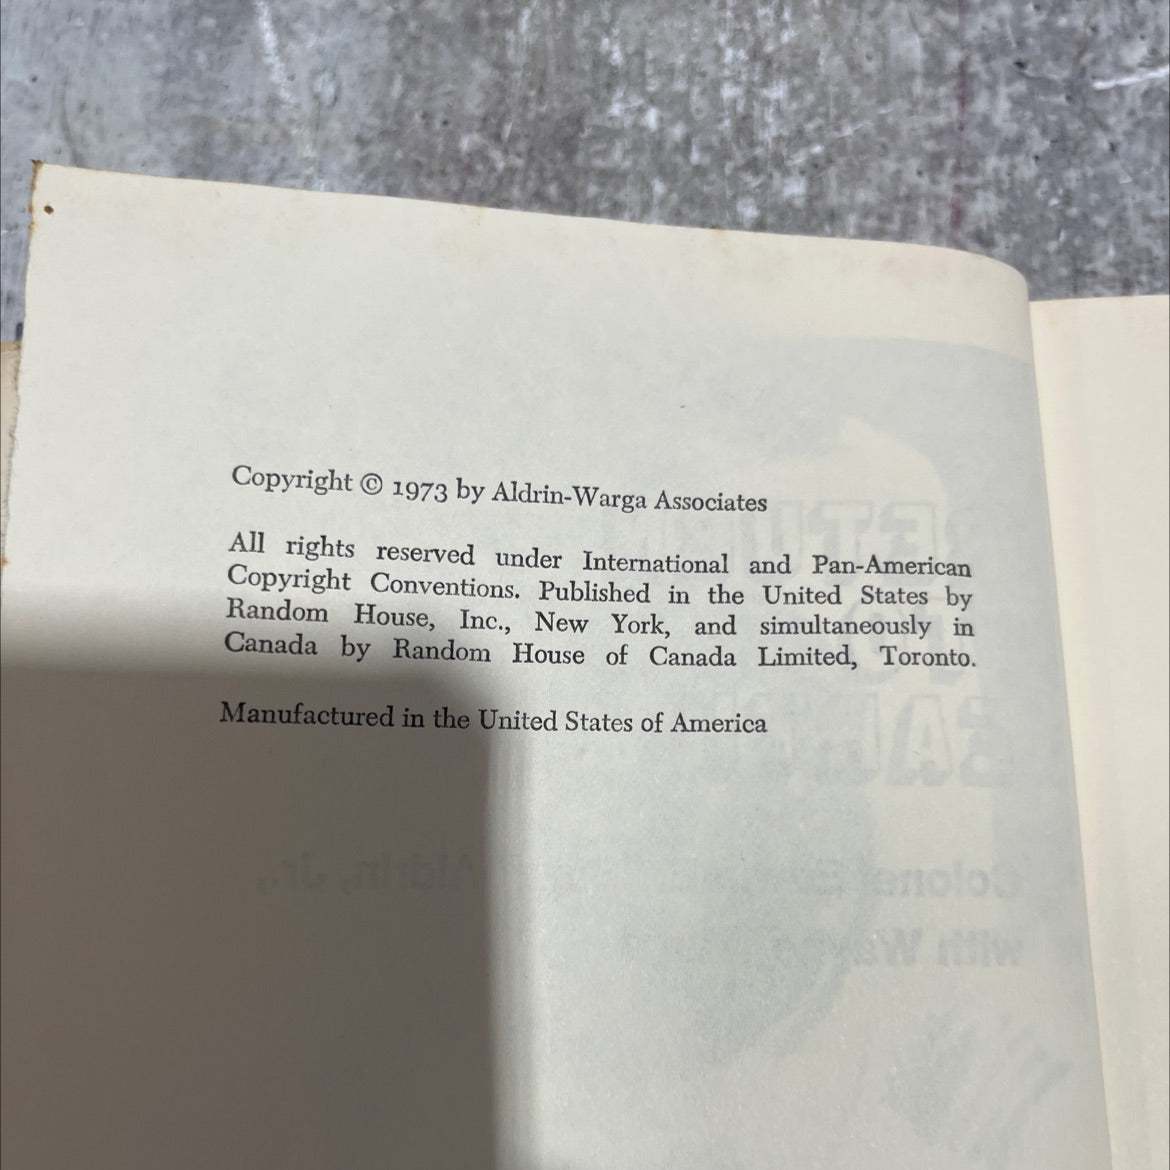 Copyright © 1973 by Aldrin-Warga Associates
All rights reserved under International and Pan-American
Copyright Conventions. Published in the United States by
Random House, Inc., New York, and simultaneously in
Canada by Random House of Canada Limited, Toronto.
Manufactured in the United States of America